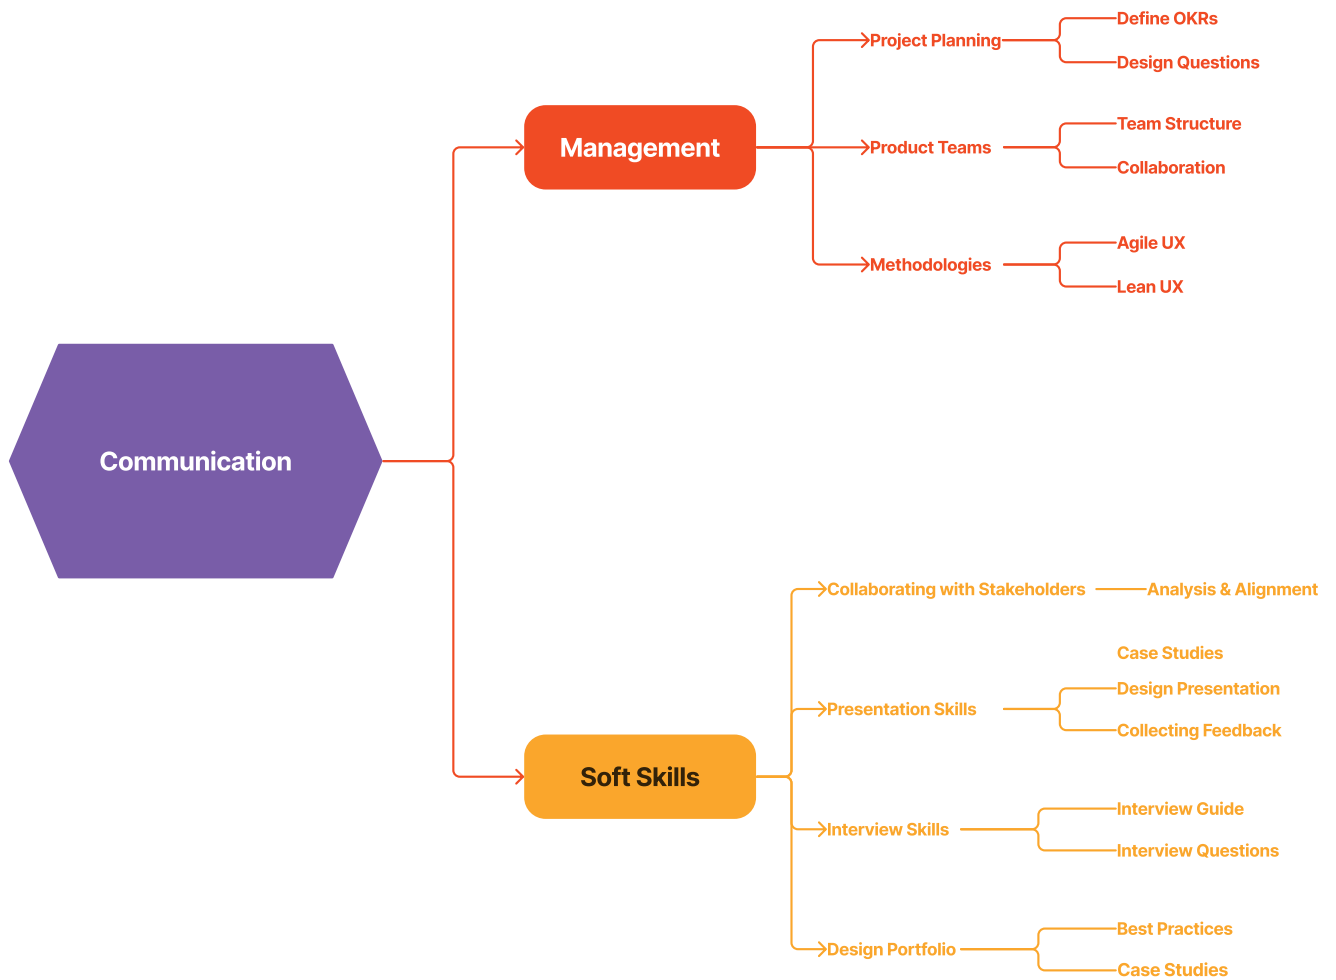 Communication
Management
Project Planning
Define OKRs
Design Questions
Product Teams
Team Structure
Collaboration
Methodologies
Agile UX
Lean UX
Soft Skills
Collaborating with Stakeholders
Analysis & Alignment
Case Studies
Presentation Skills
Design Presentation
Collecting Feedback
Interview Skills
Interview Guide
Interview Questions
Design Portfolio
Best Practices
Case Studies